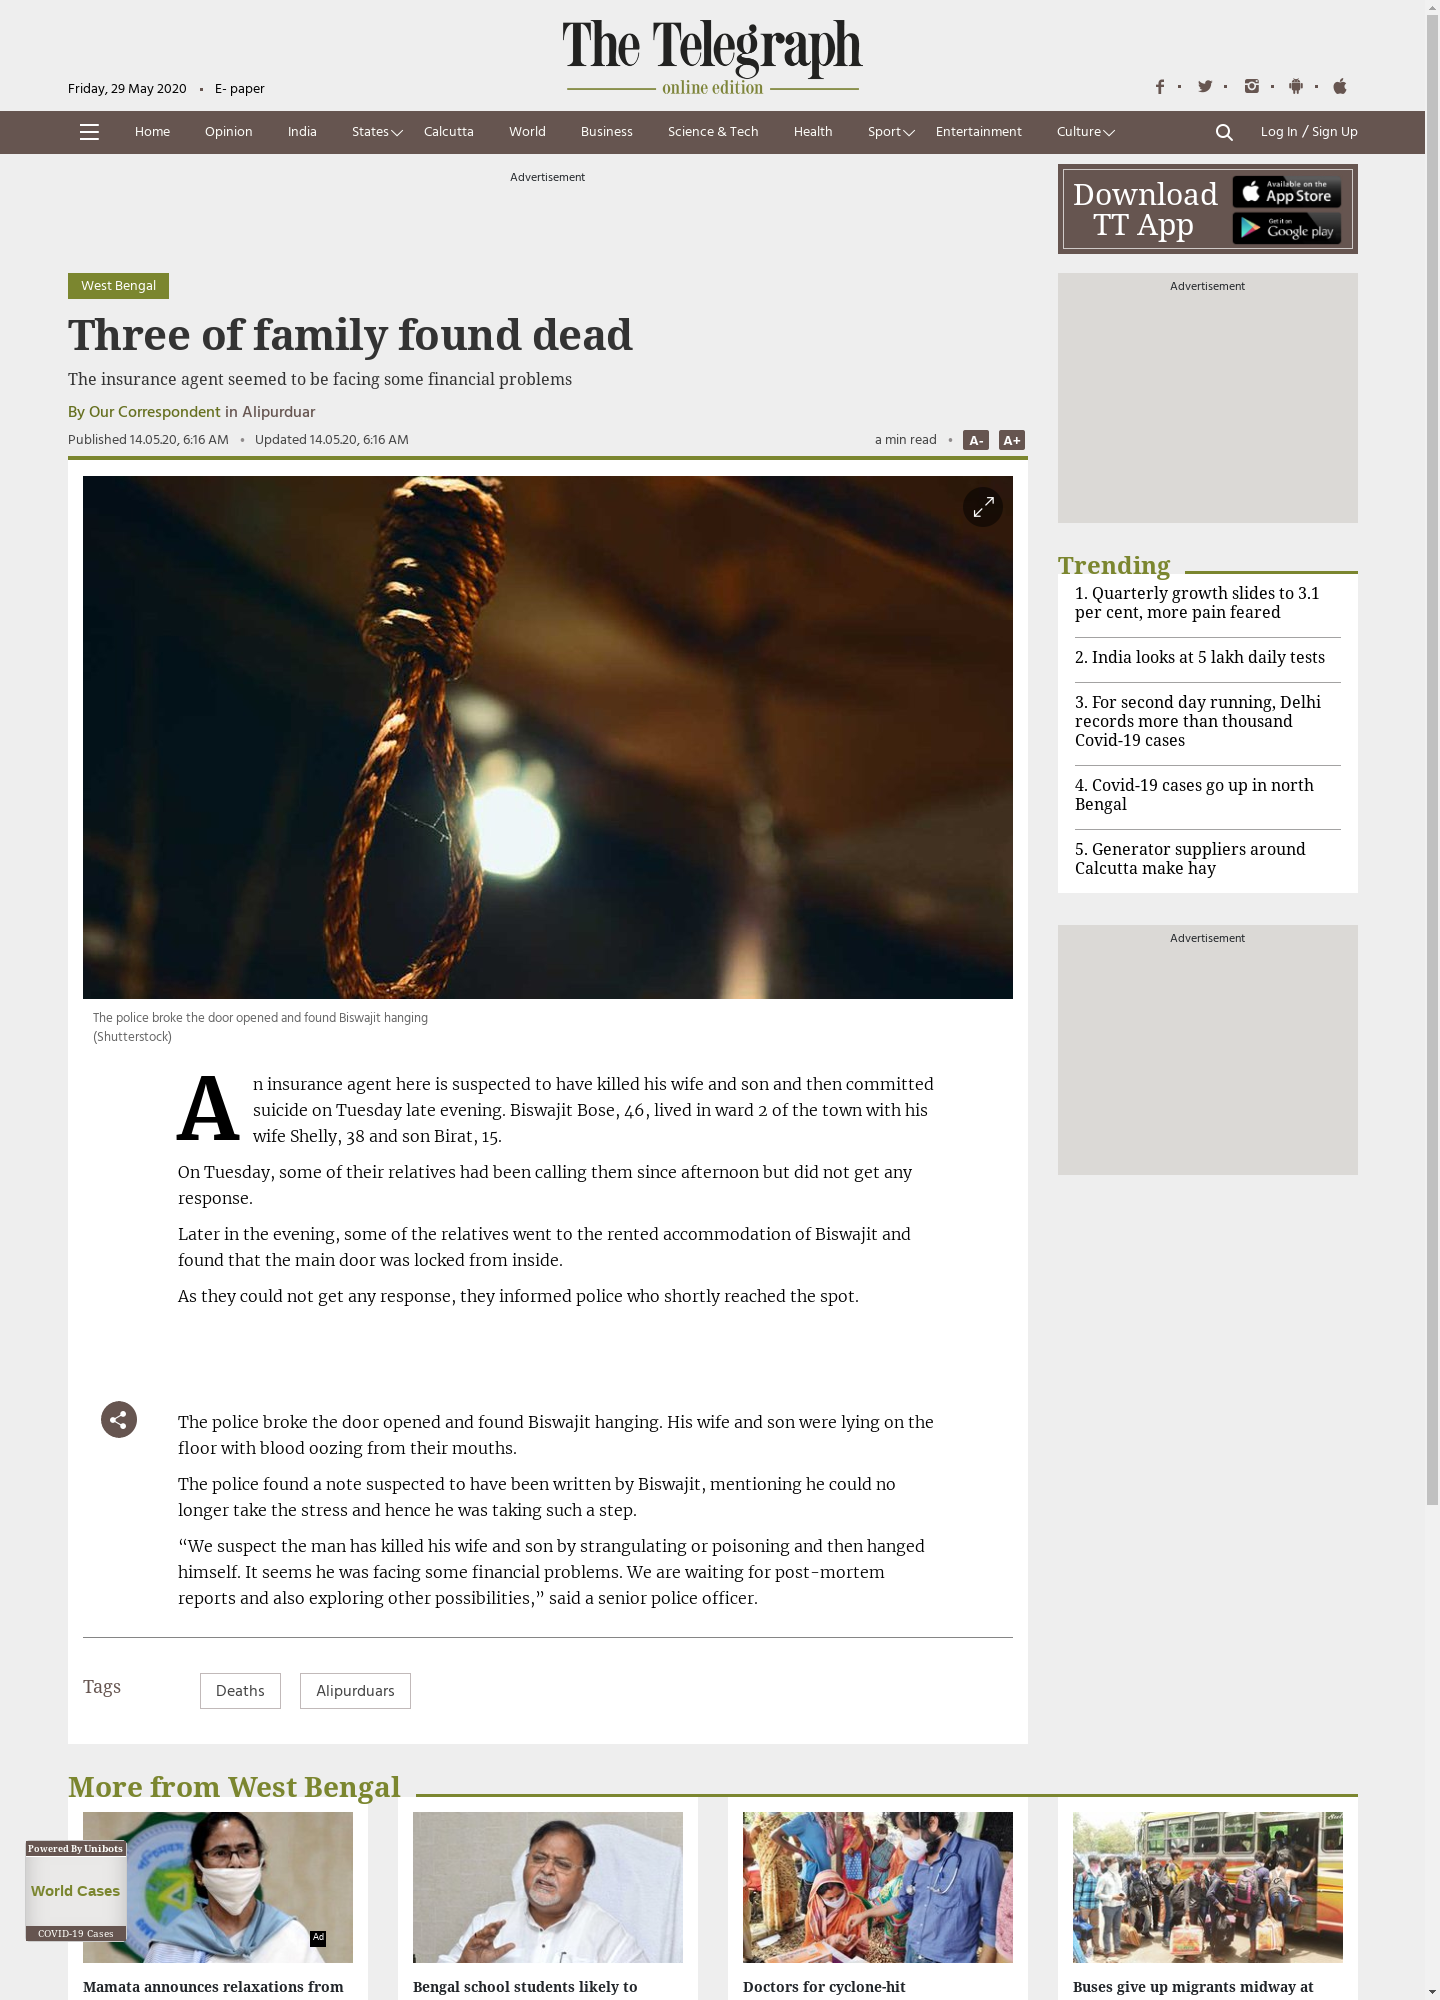 The Telegraph
online edition
Friday, 29 May 2020 • E- paper
Home Opinion India States Calcutta World Business Science & Tech Health Sport Entertainment Culture Log In / Sign Up
Advertisement
Download
TT App
Available on the
App Store
Get it on
Google play
West Bengal
Three of family found dead
The insurance agent seemed to be facing some financial problems
By Our Correspondent in Alipurduar
Published 14.05.20, 6:16 AM • Updated 14.05.20, 6:16 AM
a min read • A- A+
The police broke the door opened and found Biswajit hanging
(Shutterstock)
An insurance agent here is suspected to have killed his wife and son and then committed
suicide on Tuesday late evening. Biswajit Bose, 46, lived in ward 2 of the town with his
wife Shelly, 38 and son Birat, 15.
On Tuesday, some of their relatives had been calling them since afternoon but did not get any
response.
Later in the evening, some of the relatives went to the rented accommodation of Biswajit and
found that the main door was locked from inside.
As they could not get any response, they informed police who shortly reached the spot.
The police broke the door opened and found Biswajit hanging. His wife and son were lying on the
floor with blood oozing from their mouths.
The police found a note suspected to have been written by Biswajit, mentioning he could no
longer take the stress and hence he was taking such a step.
“We suspect the man has killed his wife and son by strangulating or poisoning and then hanged
himself. It seems he was facing some financial problems. We are waiting for post-mortem
reports and also exploring other possibilities,” said a senior police officer.
Tags
Deaths
Alipurduars
Advertisement
Trending
1. Quarterly growth slides to 3.1
per cent, more pain feared
2. India looks at 5 lakh daily tests
3. For second day running, Delhi
records more than thousand
Covid-19 cases
4. Covid-19 cases go up in north
Bengal
5. Generator suppliers around
Calcutta make hay
Advertisement
More from West Bengal
Powered By Unibots
World Cases
COVID-19 Cases
Ad
Mamata announces relaxations from
Bengal school students likely to
Doctors for cyclone-hit
Buses give up migrants midway at